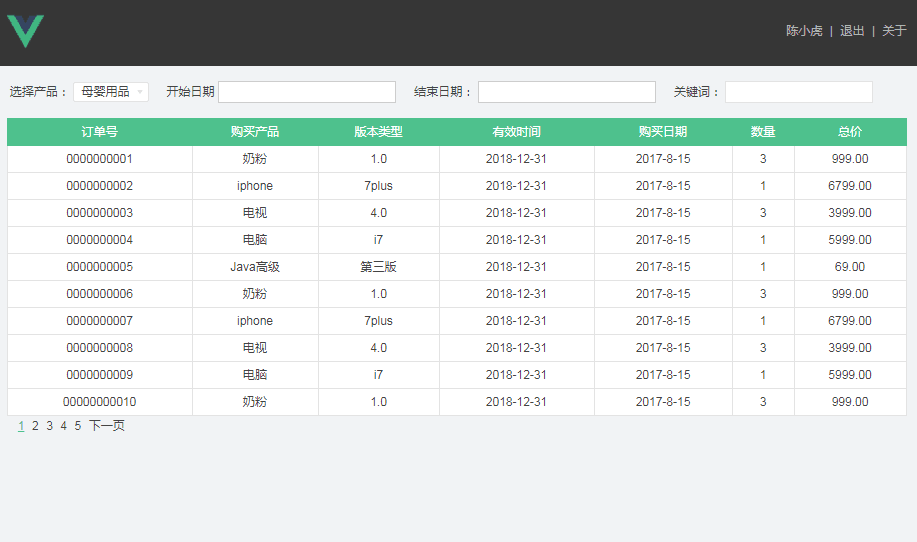 陈小虎 | 退出 | 关于
选择产品： 母婴用品 开始日期 结束日期： 关键词：
订单号 购买产品 版本类型 有效时间 购买日期 数量 总价
0000000001 奶粉 1.0 2018-12-31 2017-8-15 3 999.00
0000000002 iphone 7plus 2018-12-31 2017-8-15 1 6799.00
0000000003 电视 4.0 2018-12-31 2017-8-15 3 3999.00
0000000004 电脑 i7 2018-12-31 2017-8-15 1 5999.00
0000000005 Java高级 第三版 2018-12-31 2017-8-15 1 69.00
0000000006 奶粉 1.0 2018-12-31 2017-8-15 3 999.00
0000000007 iphone 7plus 2018-12-31 2017-8-15 1 6799.00
0000000008 电视 4.0 2018-12-31 2017-8-15 3 3999.00
0000000009 电脑 i7 2018-12-31 2017-8-15 1 5999.00
00000000010 奶粉 1.0 2018-12-31 2017-8-15 3 999.00
1 2 3 4 5 下一页